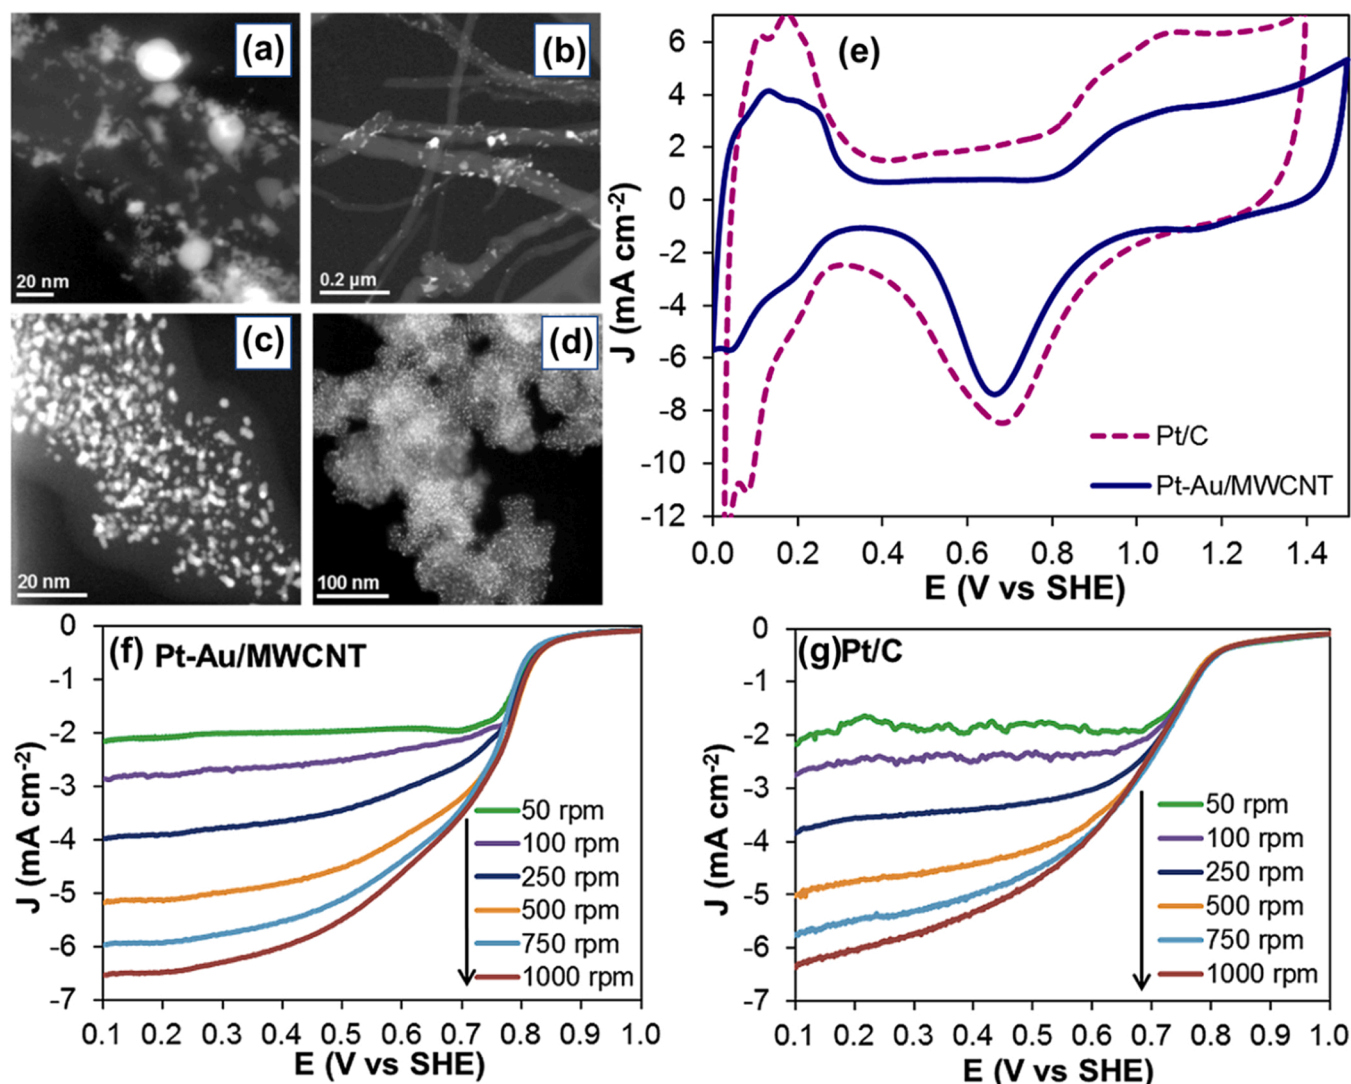 (a)
20 nm
(b)
0.2 µm
(c)
20 nm
(d)
100 nm
(e)
6
4
2
0
-2
-4
-6
-8
-10
-12
J (mA cm-2)
Pt/C
Pt-Au/MWCNT
0.0 0.2 0.4 0.6 0.8 1.0 1.2 1.4
E (V vs SHE)
(f) Pt-Au/MWCNT
0
-1
-2
-3
-4
-5
-6
-7
J (mA cm-2)
50 rpm
100 rpm
250 rpm
500 rpm
750 rpm
1000 rpm
0.1 0.2 0.3 0.4 0.5 0.6 0.7 0.8 0.9 1.0
E (V vs SHE)
(g)Pt/C
0
-1
-2
-3
-4
-5
-6
-7
J (mA cm-2)
50 rpm
100 rpm
250 rpm
500 rpm
750 rpm
1000 rpm
0.1 0.2 0.3 0.4 0.5 0.6 0.7 0.8 0.9 1.0
E (V vs SHE)